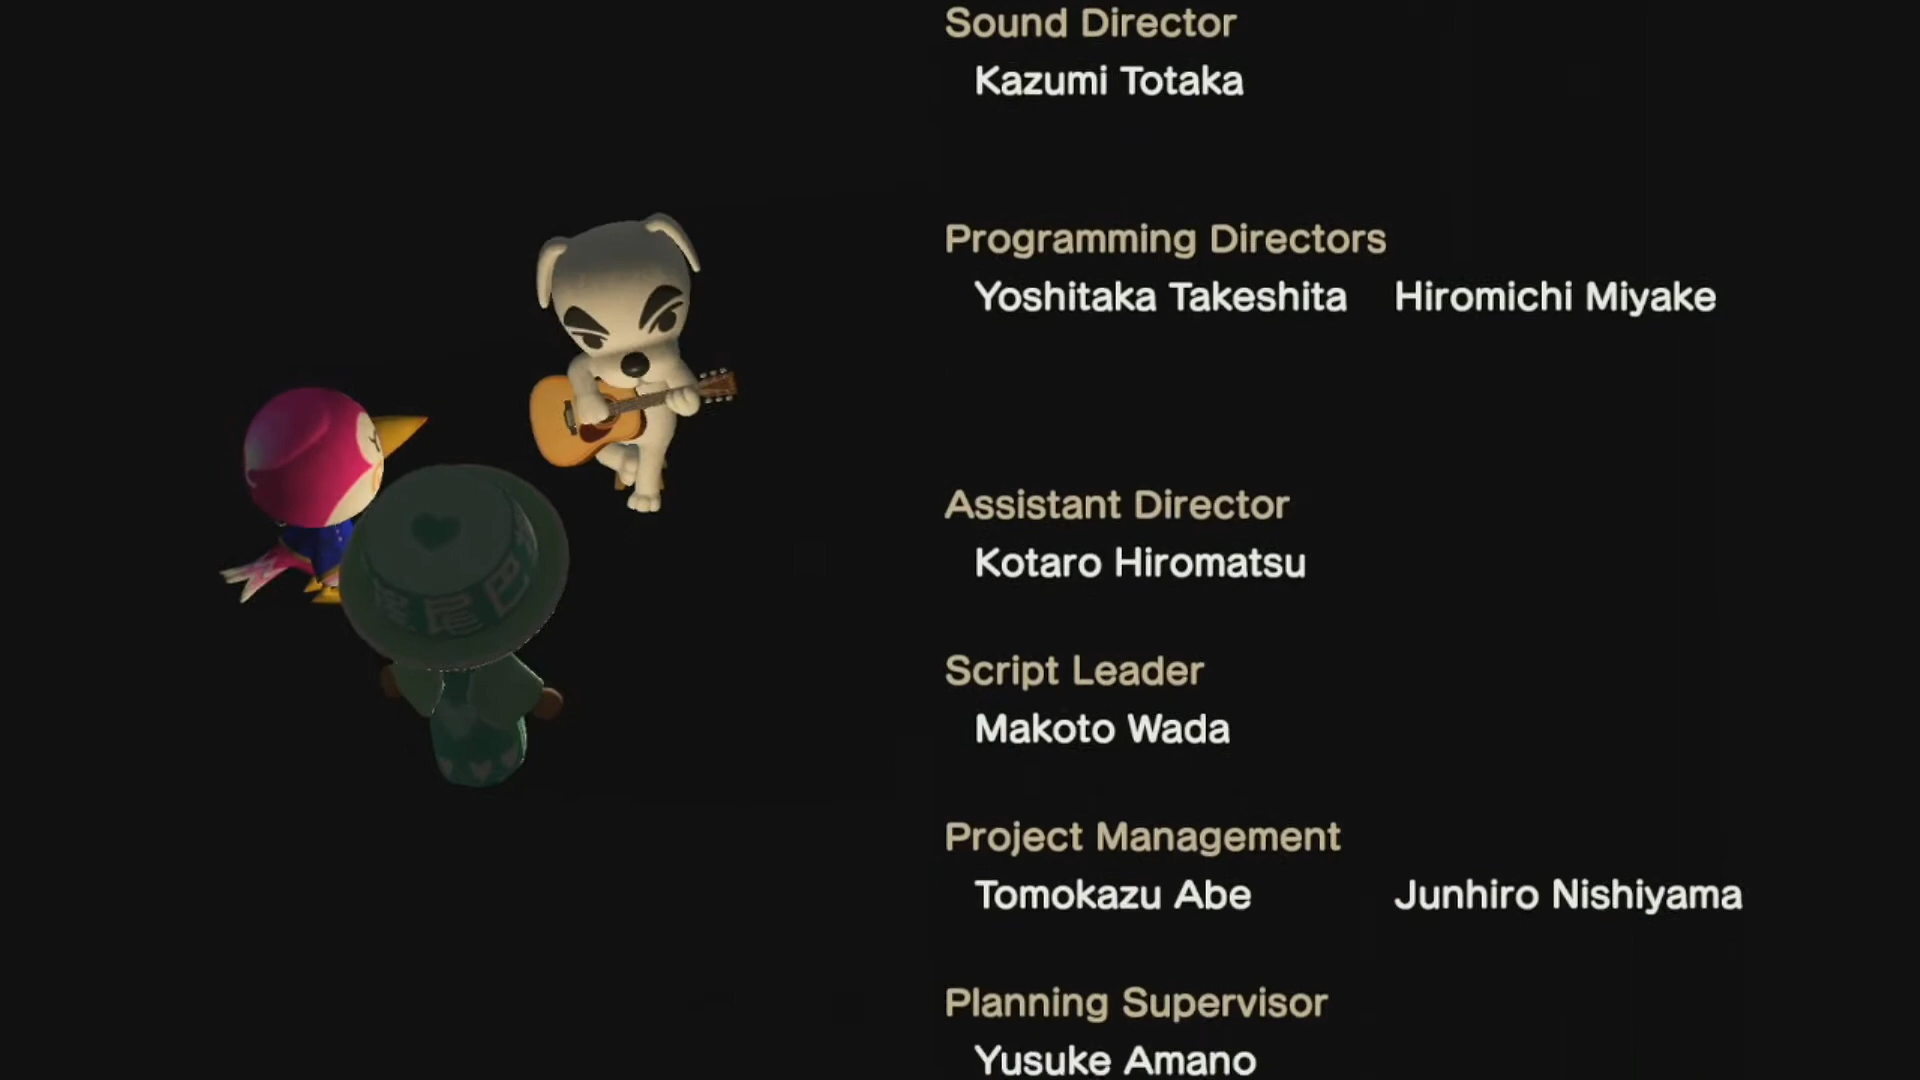 Sound Director
Kazumi Totaka
Programming Directors
Yoshitaka Takeshita Hiromichi Miyake
Assistant Director
Kotaro Hiromatsu
Script Leader
Makoto Wada
Project Management
Tomokazu Abe Junhiro Nishiyama
Planning Supervisor
Yusuke Amano